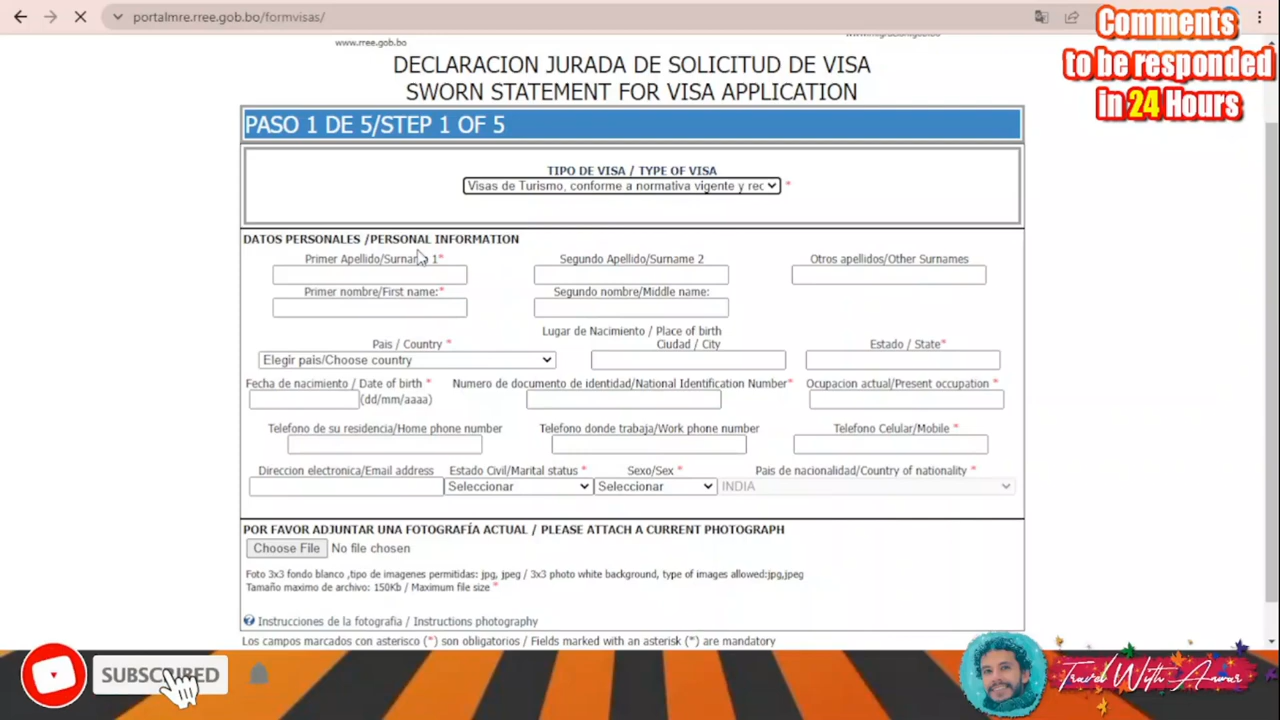 portalmre.rree.gob.bo/formvisas/
Comments
to be responded
in 24 Hours
www.rree.gob.bo
DECLARACION JURADA DE SOLICITUD DE VISA
SWORN STATEMENT FOR VISA APPLICATION
PASO 1 DE 5/STEP 1 OF 5
TIPO DE VISA / TYPE OF VISA
Visas de Turismo, conforme a normativa vigente y rec *
DATOS PERSONALES /PERSONAL INFORMATION
Primer Apellido/Surname 1* Segundo Apellido/Surname 2 Otros apellidos/Other Surnames
Primer nombre/First name:* Segundo nombre/Middle name:
Lugar de Nacimiento / Place of birth
Pais / Country * Ciudad / City Estado / State*
Elegir pais/Choose country
Fecha de nacimiento / Date of birth * Numero de documento de identidad/National Identification Number* Ocupacion actual/Present occupation *
(dd/mm/aaaa)
Telefono de su residencia/Home phone number Telefono donde trabaja/Work phone number Telefono Celular/Mobile *
Direccion electronica/Email address Estado Civil/Marital status * Sexo/Sex * Pais de nacionalidad/Country of nationality *
Seleccionar Seleccionar INDIA
POR FAVOR ADJUNTAR UNA FOTOGRAFÍA ACTUAL / PLEASE ATTACH A CURRENT PHOTOGRAPH
Choose File No file chosen
Foto 3x3 fondo blanco ,tipo de imagenes permitidas: jpg, jpeg / 3x3 photo white background, type of images allowed:jpg,jpeg
Tamaño maximo de archivo: 150Kb / Maximum file size *
Instrucciones de la fotografia / Instructions photography
Los campos marcados con asterisco (*) son obligatorios / Fields marked with an asterisk (*) are mandatory
SUBSCRIBED
Travel With Anwar